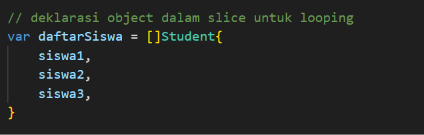 // deklarasi object dalam slice untuk looping
var daftarSiswa = []Student{
    siswa1,
    siswa2,
    siswa3,
}